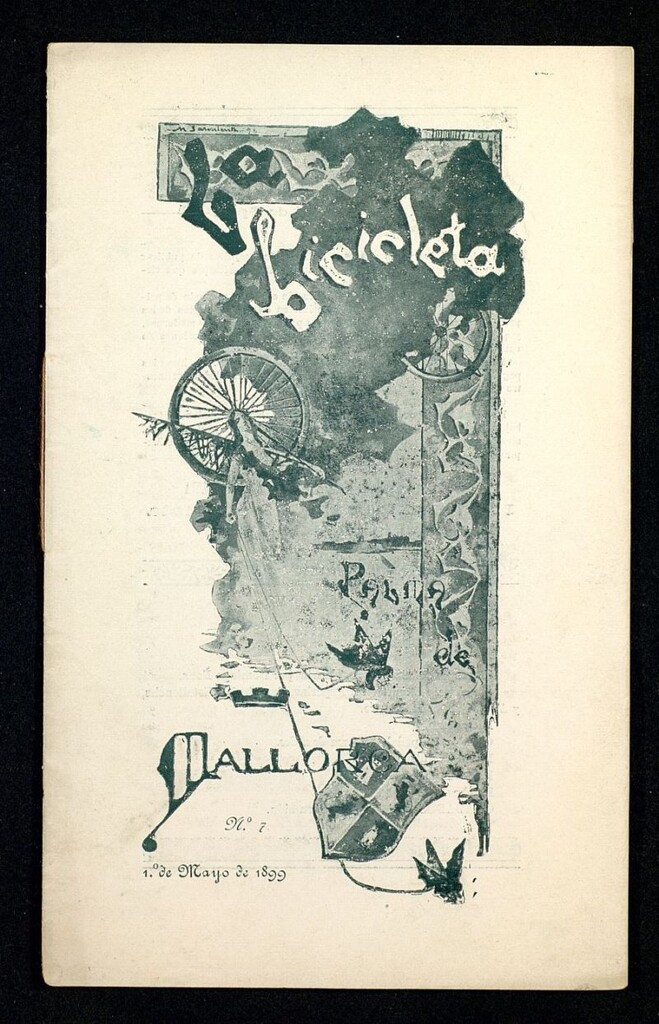 La
bicicleta
Palma
de
Mallorca
N.º 7
1.º de Mayo de 1899